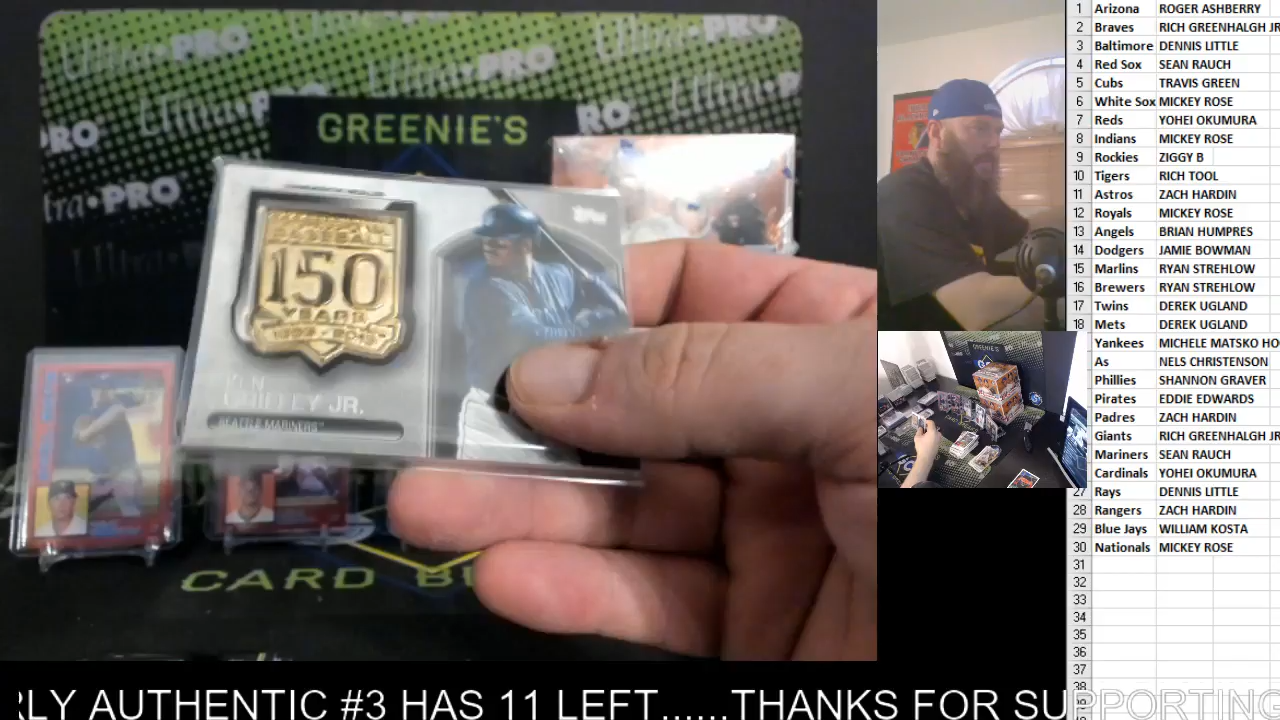 Ultra•PRO
PRO
RO
PRO
tra•PRO
GREENIE'S
150
YEARS
KEN
GRIFFEY JR.
SEATTLE MARINERS
Topps
CARD B
1 Arizona ROGER ASHBERRY
2 Braves RICH GREENHALGH JR
3 Baltimore DENNIS LITTLE
4 Red Sox SEAN RAUCH
5 Cubs TRAVIS GREEN
6 White Sox MICKEY ROSE
7 Reds YOHEI OKUMURA
8 Indians MICKEY ROSE
9 Rockies ZIGGY B
10 Tigers RICH TOOL
11 Astros ZACH HARDIN
12 Royals MICKEY ROSE
13 Angels BRIAN HUMPRES
14 Dodgers JAMIE BOWMAN
15 Marlins RYAN STREHLOW
16 Brewers RYAN STREHLOW
17 Twins DEREK UGLAND
18 Mets DEREK UGLAND
Yankees MICHELE MATSKO HO
As NELS CHRISTENSON
Phillies SHANNON GRAVER
Pirates EDDIE EDWARDS
Padres ZACH HARDIN
Giants RICH GREENHALGH JR
Mariners SEAN RAUCH
Cardinals YOHEI OKUMURA
27 Rays DENNIS LITTLE
28 Rangers ZACH HARDIN
29 Blue Jays WILLIAM KOSTA
30 Nationals MICKEY ROSE
31
32
33
34
35
36
37
38
RLY AUTHENTIC #3 HAS 11 LEFT......THANKS FOR SUPPORTING